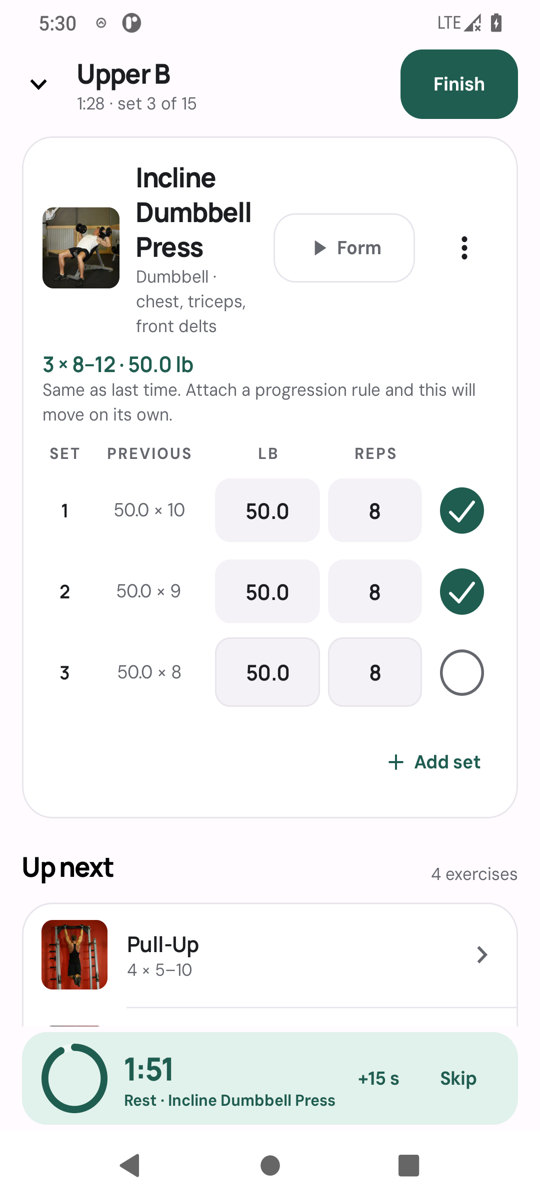 5:30
LTE
Upper B
1:28 · set 3 of 15
Finish
Incline
Dumbbell
Press
Dumbbell ·
chest, triceps,
front delts
Form
3 × 8–12 · 50.0 lb
Same as last time. Attach a progression rule and this will
move on its own.
SET PREVIOUS LB REPS
1 50.0 × 10 50.0 8
2 50.0 × 9 50.0 8
3 50.0 × 8 50.0 8
+ Add set
Up next
4 exercises
Pull-Up
4 × 5–10
1:51
Rest · Incline Dumbbell Press
+15 s
Skip